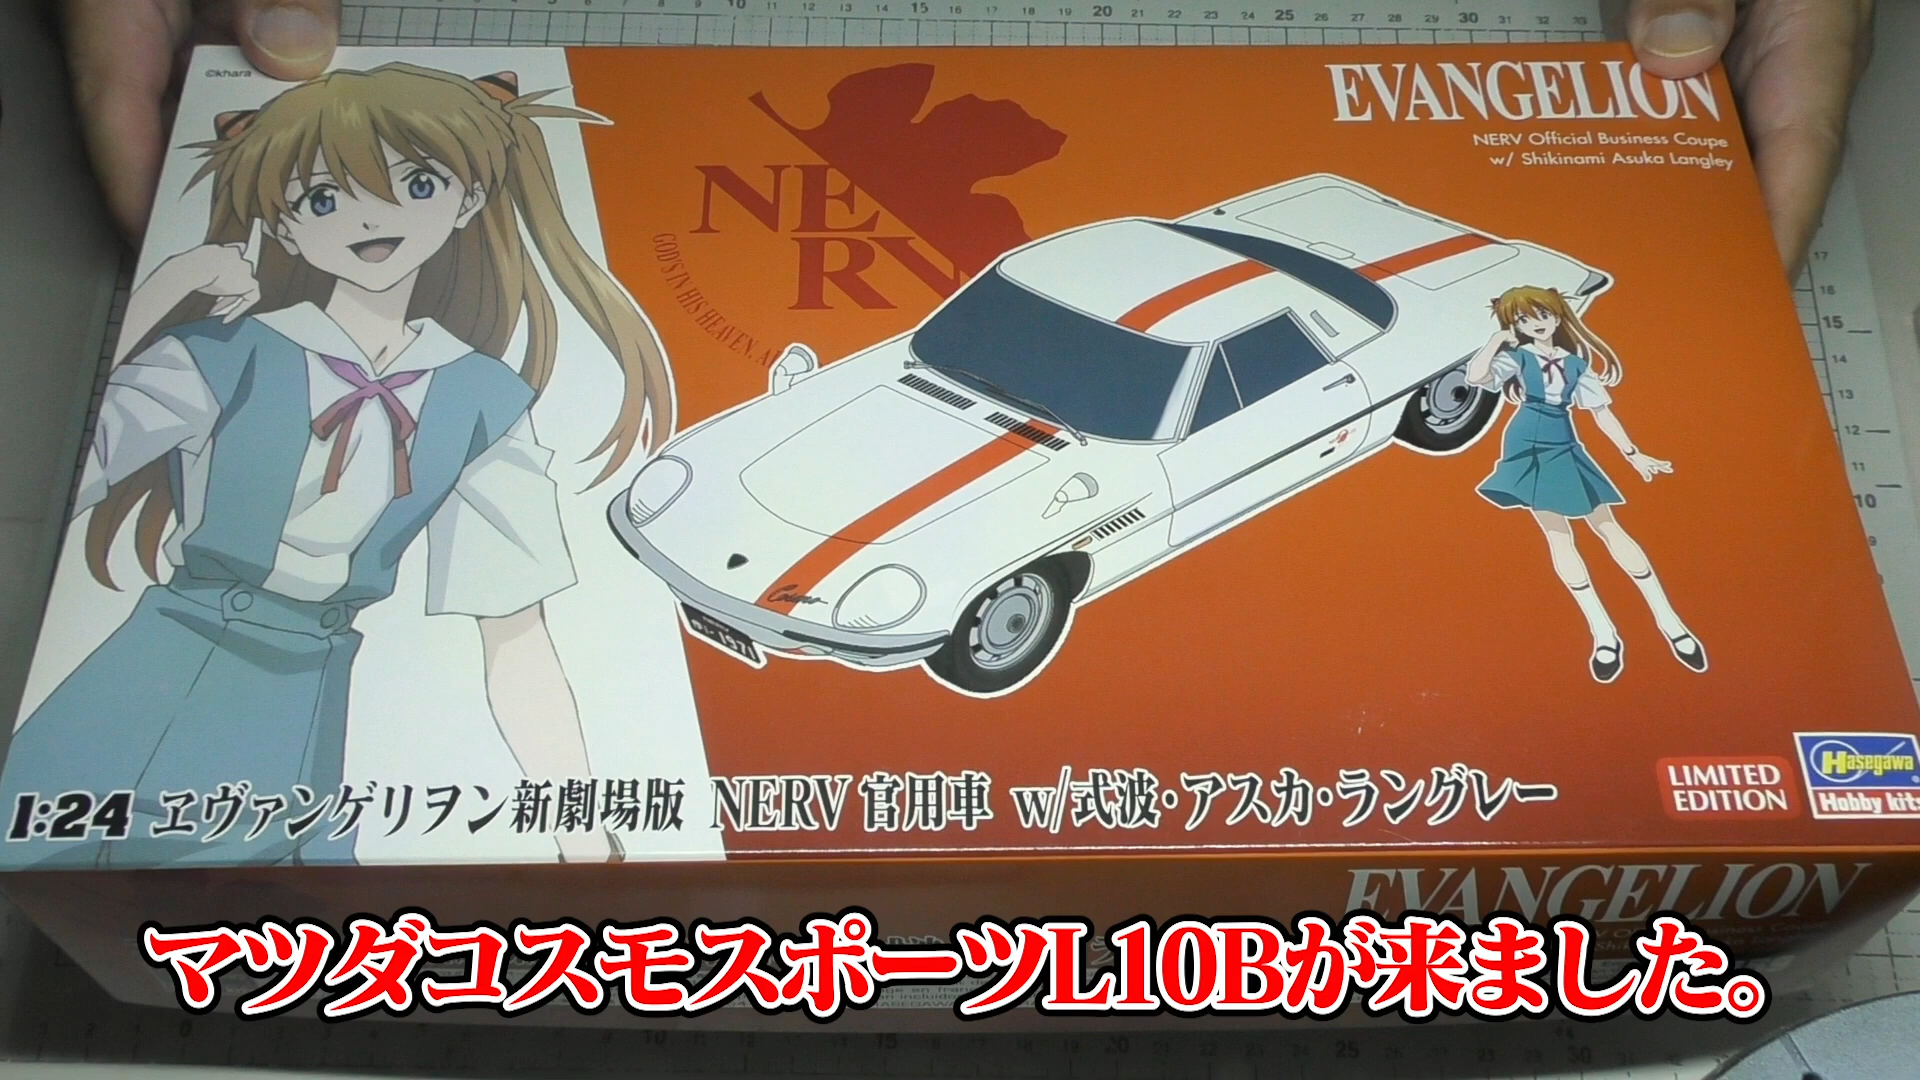 ©khara
EVANGELION
NERV Official Business Coupe
w/ Shikinami Asuka Langley
NERV
GOD'S IN HIS HEAVEN, A
Cosmo
1:24 ヱヴァンゲリヲン新劇場版 NERV 官用車 w/式波・アスカ・ラングレー
LIMITED
EDITION
Hasegawa
Hobby kits
EVANGELION
マツダコスモスポーツL10Bが来ました。